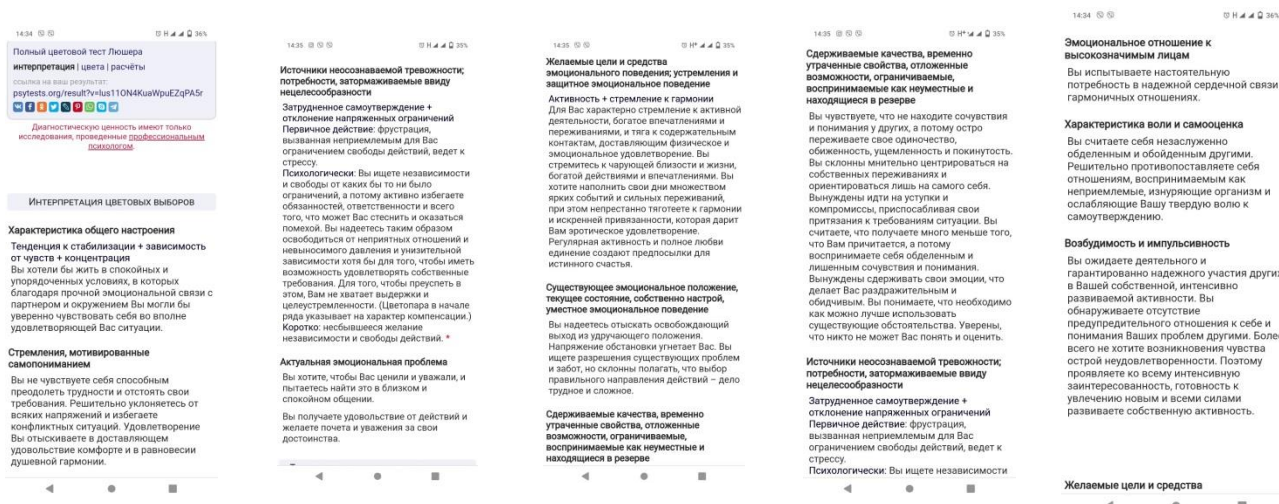 14:34
36%
Полный цветовой тест Люшера
интерпретация | цвета | расчёты
ссылка на ваш результат:
psytests.org/result?v=lus11ON4KuaWpuEZqPA5r
Диагностическую ценность имеют только
исследования, проведенные профессиональным
психологом.
ИНТЕРПРЕТАЦИЯ ЦВЕТОВЫХ ВЫБОРОВ
Характеристика общего настроения
Тенденция к стабилизации + зависимость
от чувств + концентрация
Вы хотели бы жить в спокойных и
упорядоченных условиях, в которых
благодаря прочной эмоциональной связи с
партнером и окружением Вы могли бы
уверенно чувствовать себя во вполне
удовлетворяющей Вас ситуации.
Стремления, мотивированные
самопониманием
Вы не чувствуете себя способным
преодолеть трудности и отстоять свои
требования. Решительно уклоняетесь от
всяких напряжений и избегаете
конфликтных ситуаций. Удовлетворение
Вы отыскиваете в доставляющем
удовольствие комфорте и в равновесии
душевной гармонии.
14:35
H 35%
Источники неосознаваемой тревожности;
потребности, затормаживаемые ввиду
нецелесообразности
Затрудненное самоутверждение +
отклонение напряженных ограничений
Первичное действие: фрустрация,
вызванная неприемлемым для Вас
ограничением свободы действий, ведет к
стрессу.
Психологически: Вы ищете независимости
и свободы от каких бы то ни было
ограничений, а потому активно избегаете
обязанностей, ответственности и всего
того, что может Вас стеснить и оказаться
помехой. Вы надеетесь таким образом
освободиться от неприятных отношений и
невыносимого давления и унизительной
зависимости хотя бы для того, чтобы иметь
возможность удовлетворять собственные
требования. Для того, чтобы преуспеть в
этом, Вам не хватает выдержки и
целеустремленности. (Цветопара в начале
ряда указывает на характер компенсации.)
Коротко: несбывшееся желание
независимости и свободы действий. *
Актуальная эмоциональная проблема
Вы хотите, чтобы Вас ценили и уважали, и
пытаетесь найти это в близком и
спокойном общении.
Вы получаете удовольствие от действий и
желаете почета и уважения за свои
достоинства.
14:35
H+ 35%
Желаемые цели и средства
эмоционального поведения; устремления и
защитное эмоциональное поведение
Активность + стремление к гармонии
Для Вас характерно стремление к активной
деятельности, богатое впечатлениями и
переживаниями, и тяга к содержательным
контактам, доставляющим физическое и
эмоциональное удовлетворение. Вы
стремитесь к чарующей близости и жизни,
богатой действиями и впечатлениями. Вы
хотите наполнить свои дни множеством
ярких событий и сильных переживаний,
при этом непрестанно тяготеете к гармонии
и искренней привязанности, которая дарит
Вам эротическое удовлетворение.
Регулярная активность и полное любви
единение создают предпосылки для
истинного счастья.
Существующее эмоциональное положение,
текущее состояние, собственно настрой,
уместное эмоциональное поведение
Вы надеетесь отыскать освобождающий
выход из удручающего положения.
Напряжение обстановки угнетает Вас. Вы
ищете разрешения существующих проблем
и забот, но склонны полагать, что выбор
правильного направления действий – дело
трудное и сложное.
Сдерживаемые качества, временно
утраченные свойства, отложенные
возможности, ограничиваемые,
воспринимаемые как неуместные и
находящиеся в резерве
14:35
H+ 35%
Сдерживаемые качества, временно
утраченные свойства, отложенные
возможности, ограничиваемые,
воспринимаемые как неуместные и
находящиеся в резерве
Вы чувствуете, что не находите сочувствия
и понимания у других, а потому остро
переживаете свое одиночество,
обиженность, ущемленность и покинутость.
Вы склонны мнительно центрироваться на
собственных переживаниях и
ориентироваться лишь на самого себя.
Вынуждены идти на уступки и
компромиссы, приспосабливая свои
притязания к требованиям ситуации. Вы
считаете, что получаете много меньше того,
что Вам причитается, а потому
воспринимаете себя обделенным и
лишенным сочувствия и понимания.
Вынуждены сдерживать свои эмоции, что
делает Вас раздражительным и
обидчивым. Вы понимаете, что необходимо
как можно лучше использовать
существующие обстоятельства. Уверены,
что никто не может Вас понять и оценить.
Источники неосознаваемой тревожности;
потребности, затормаживаемые ввиду
нецелесообразности
Затрудненное самоутверждение +
отклонение напряженных ограничений
Первичное действие: фрустрация,
вызванная неприемлемым для Вас
ограничением свободы действий, ведет к
стрессу.
Психологически: Вы ищете независимости
14:34
H 36%
Эмоциональное отношение к
высокозначимым лицам
Вы испытываете настоятельную
потребность в надежной сердечной связи,
гармоничных отношениях.
Характеристика воли и самооценка
Вы считаете себя незаслуженно
обделенным и обойденным другими.
Решительно противопоставляете себя
отношениям, воспринимаемым как
неприемлемые, изнуряющие организм и
ослабляющие Вашу твердую волю к
самоутверждению.
Возбудимость и импульсивность
Вы ожидаете деятельного и
гарантированно надежного участия других
в Вашей собственной, интенсивно
развиваемой активности. Вы
обнаруживаете отсутствие
предупредительного отношения к себе и
понимания Ваших проблем другими. Более
всего не хотите возникновения чувства
острой неудовлетворенности. Поэтому
проявляете ко всему интенсивную
заинтересованность, готовность к
увлечению новым и всеми силами
развиваете собственную активность.
Желаемые цели и средства